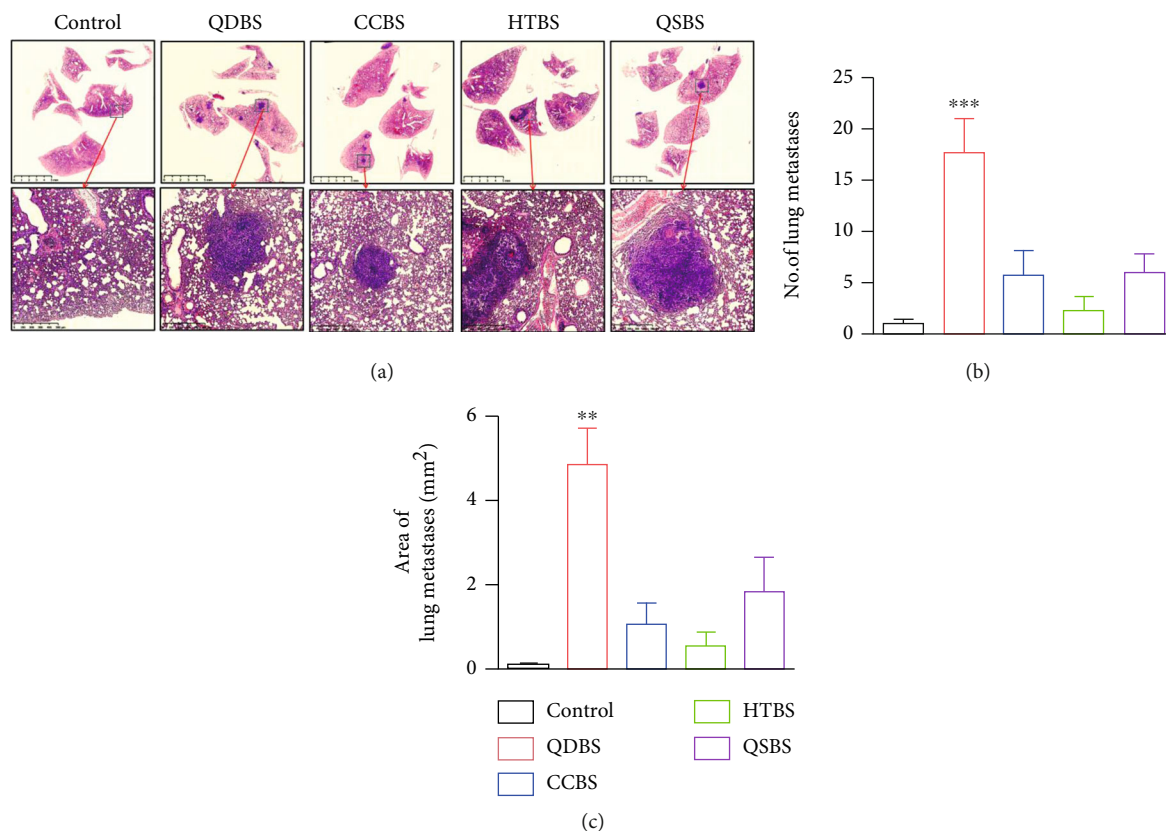 Control QDBS CCBS HTBS QSBS
(a)
No.of lung metastases
25
20
15
10
5
0
***
(b)
Area of
lung metastases (mm²)
6
4
2
0
**
Control
QDBS
CCBS
HTBS
QSBS
(c)